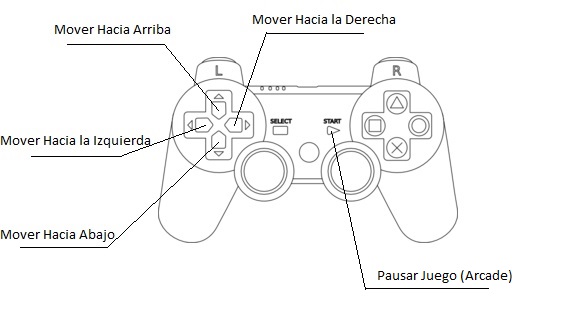 Mover Hacia la Derecha
Mover Hacia Arriba
L
R
SELECT
START
Mover Hacia la Izquierda
Mover Hacia Abajo
Pausar Juego (Arcade)